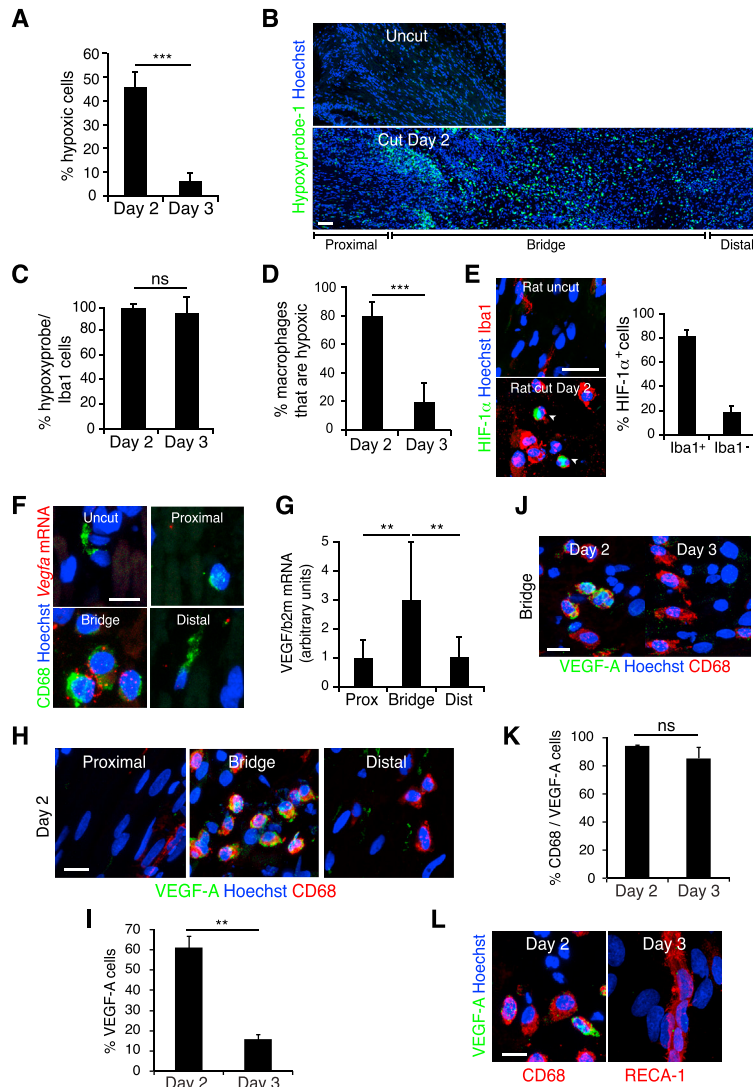 A
% hypoxic cells
60
50
40
30
20
10
0
***
Day 2 Day 3
B
Hypoxyprobe-1 Hoechst
Uncut
Cut Day 2
Proximal Bridge Distal
C
% hypoxyprobe/
Iba1 cells
100
80
60
40
20
0
ns
Day 2 Day 3
D
% macrophages
that are hypoxic
100
80
60
40
20
0
***
Day 2 Day 3
E
HIF-1α Hoechst Iba1
Rat uncut
Rat cut Day 2
% HIF-1α+cells
100
80
60
40
20
0
Iba1+ Iba1-
F
CD68 Hoechst Vegfa mRNA
Uncut Proximal
Bridge Distal
G
VEGF/b2m mRNA
(arbitrary units)
5
4
3
2
1
0
** **
Prox Bridge Dist
J
Bridge
Day 2 Day 3
VEGF-A Hoechst CD68
H
Day 2
Proximal Bridge Distal
VEGF-A Hoechst CD68
K
% CD68 / VEGF-A cells
100
80
60
40
20
0
ns
Day 2 Day 3
I
% VEGF-A cells
70
60
50
40
30
20
10
0
**
Day 2 Day 3
L
VEGF-A Hoechst
Day 2 Day 3
CD68 RECA-1